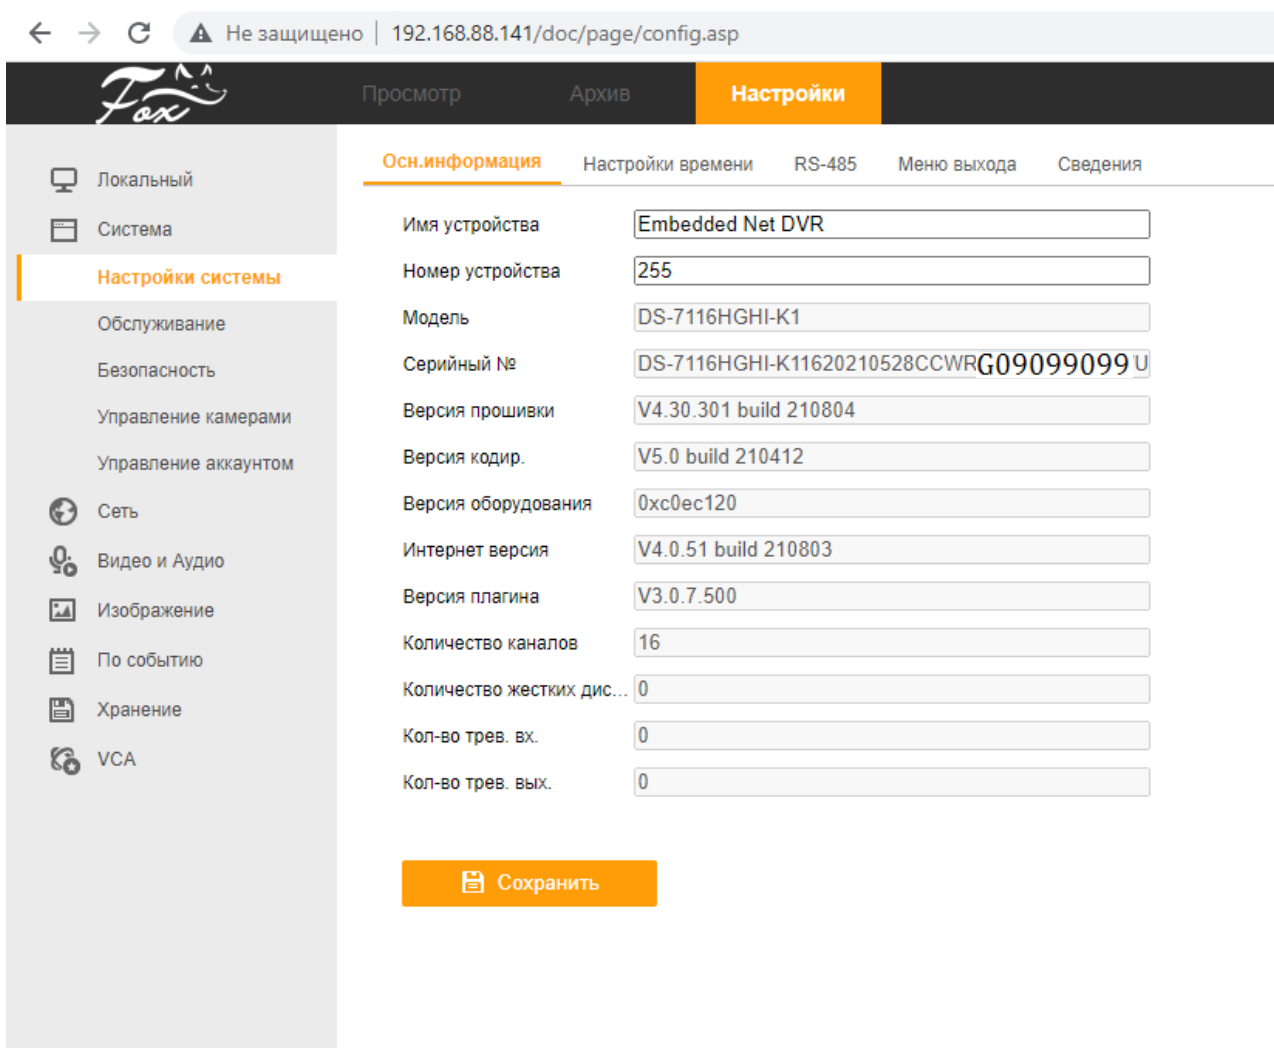 Не защищено | 192.168.88.141/doc/page/config.asp
Fox
Просмотр Архив Настройки
Осн.информация Настройки времени RS-485 Меню выхода Сведения
Локальный
Система
Настройки системы
Обслуживание
Безопасность
Управление камерами
Управление аккаунтом
Сеть
Видео и Аудио
Изображение
По событию
Хранение
VCA
Имя устройства Embedded Net DVR
Номер устройства 255
Модель DS-7116HGHI-K1
Серийный № DS-7116HGHI-K11620210528CCWRG09099099U
Версия прошивки V4.30.301 build 210804
Версия кодир. V5.0 build 210412
Версия оборудования 0xc0ec120
Интернет версия V4.0.51 build 210803
Версия плагина V3.0.7.500
Количество каналов 16
Количество жестких дис... 0
Кол-во трев. вх. 0
Кол-во трев. вых. 0
Сохранить